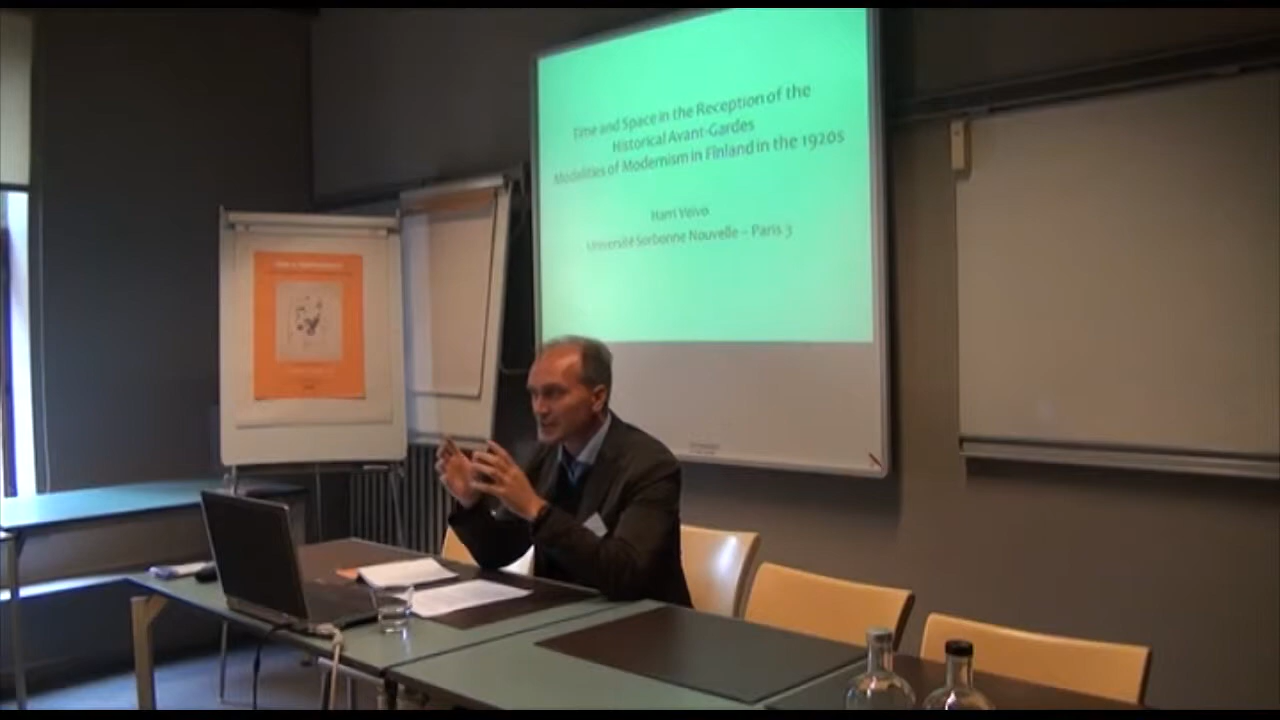 Time and Space in the Reception of the
Historical Avant-Gardes
Modalities of Modernism in Finland in the 1920s
Harri Veivo
Université Sorbonne Nouvelle – Paris 3